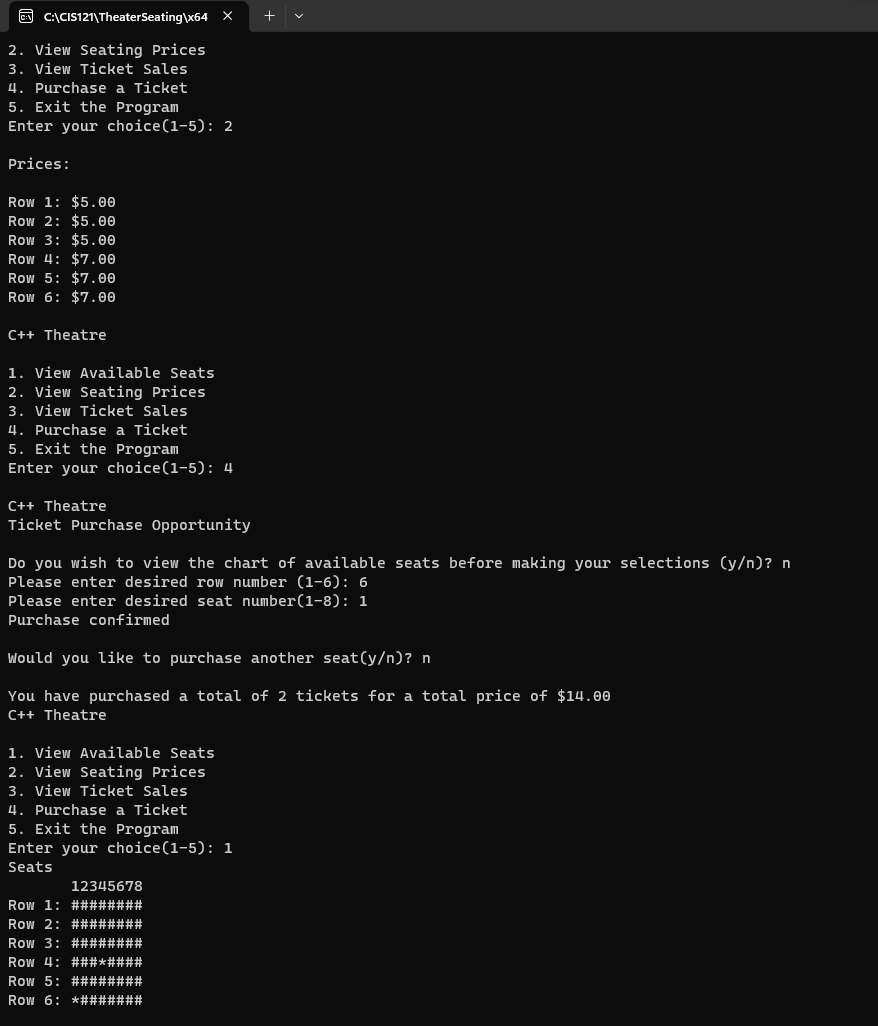 C:\CIS121\TheaterSeating\x64
2. View Seating Prices
3. View Ticket Sales
4. Purchase a Ticket
5. Exit the Program
Enter your choice(1-5): 2
Prices:
Row 1: $5.00
Row 2: $5.00
Row 3: $5.00
Row 4: $7.00
Row 5: $7.00
Row 6: $7.00
C++ Theatre
1. View Available Seats
2. View Seating Prices
3. View Ticket Sales
4. Purchase a Ticket
5. Exit the Program
Enter your choice(1-5): 4
C++ Theatre
Ticket Purchase Opportunity
Do you wish to view the chart of available seats before making your selections (y/n)? n
Please enter desired row number (1-6): 6
Please enter desired seat number(1-8): 1
Purchase confirmed
Would you like to purchase another seat(y/n)? n
You have purchased a total of 2 tickets for a total price of $14.00
C++ Theatre
1. View Available Seats
2. View Seating Prices
3. View Ticket Sales
4. Purchase a Ticket
5. Exit the Program
Enter your choice(1-5): 1
Seats
12345678
Row 1: ########
Row 2: ########
Row 3: ########
Row 4: ###*####
Row 5: ########
Row 6: *#######